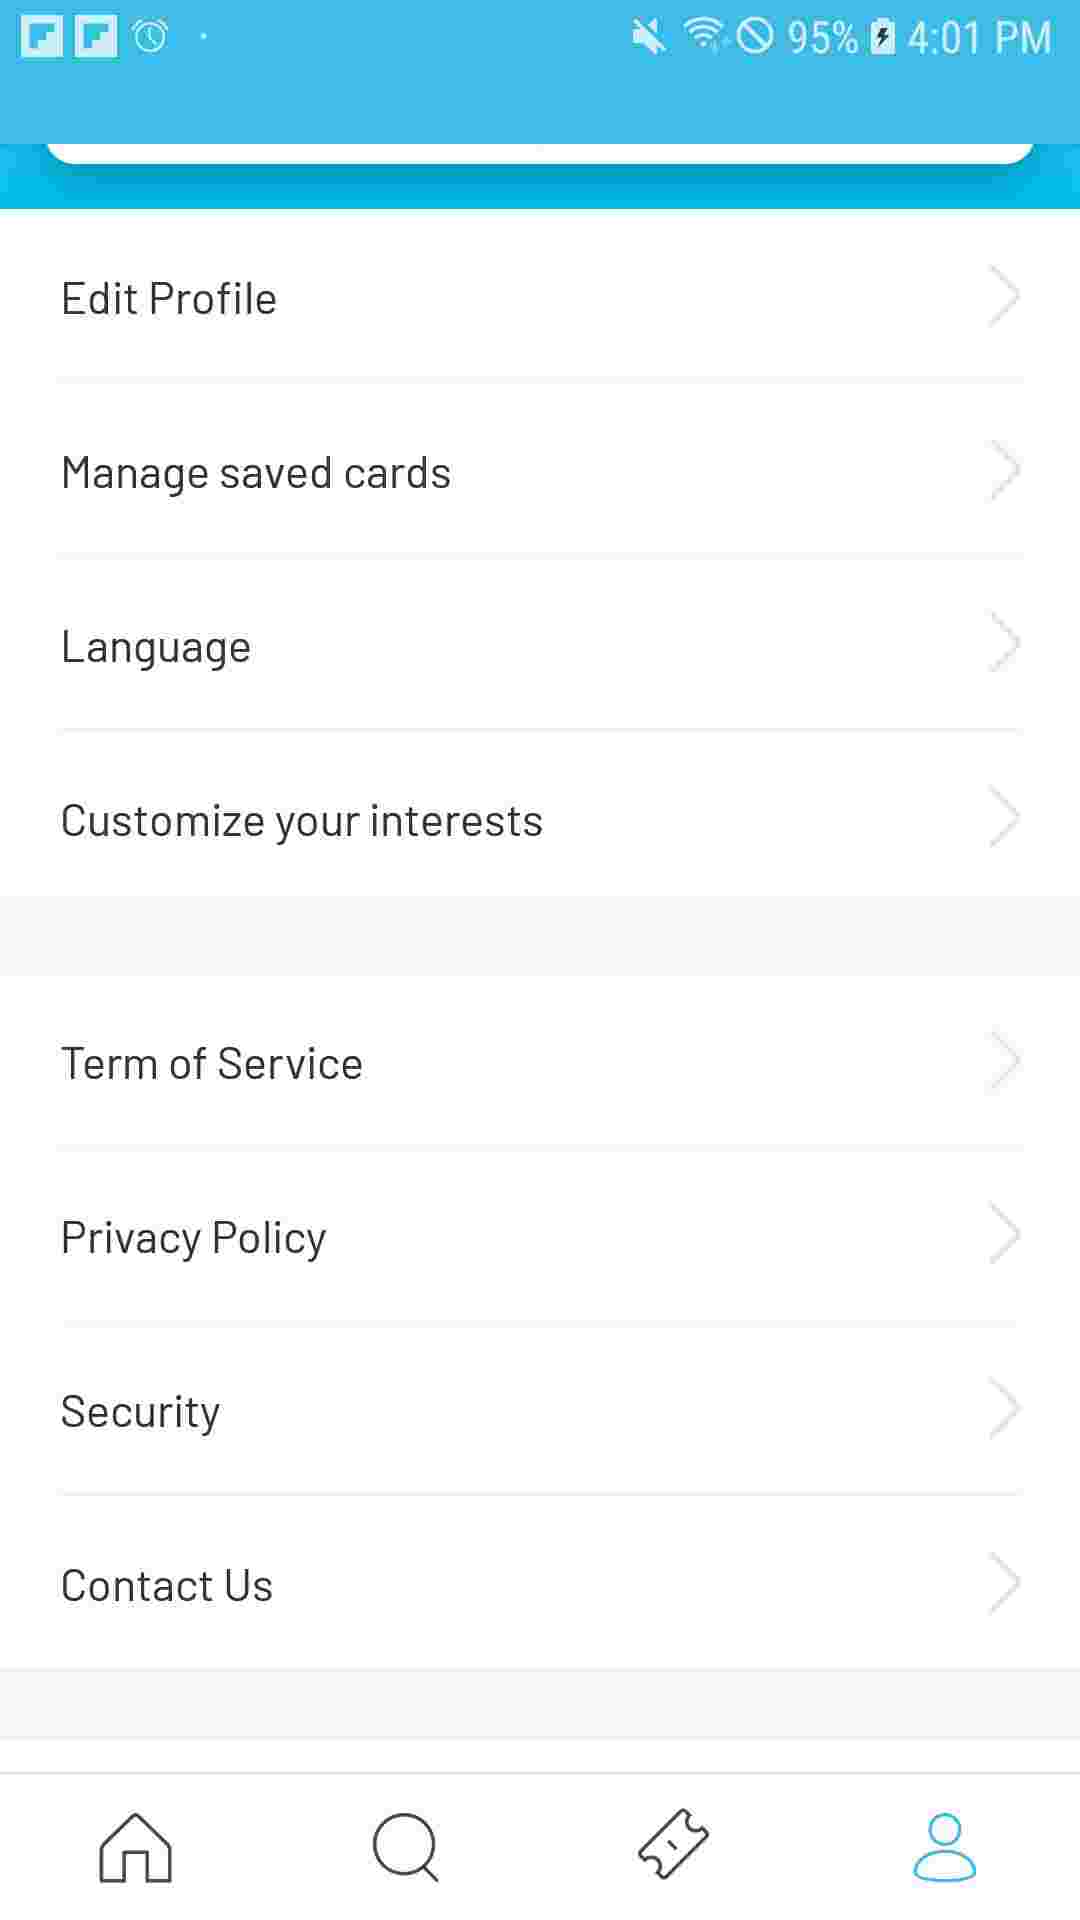 95% 4:01 PM
Edit Profile
Manage saved cards
Language
Customize your interests
Term of Service
Privacy Policy
Security
Contact Us